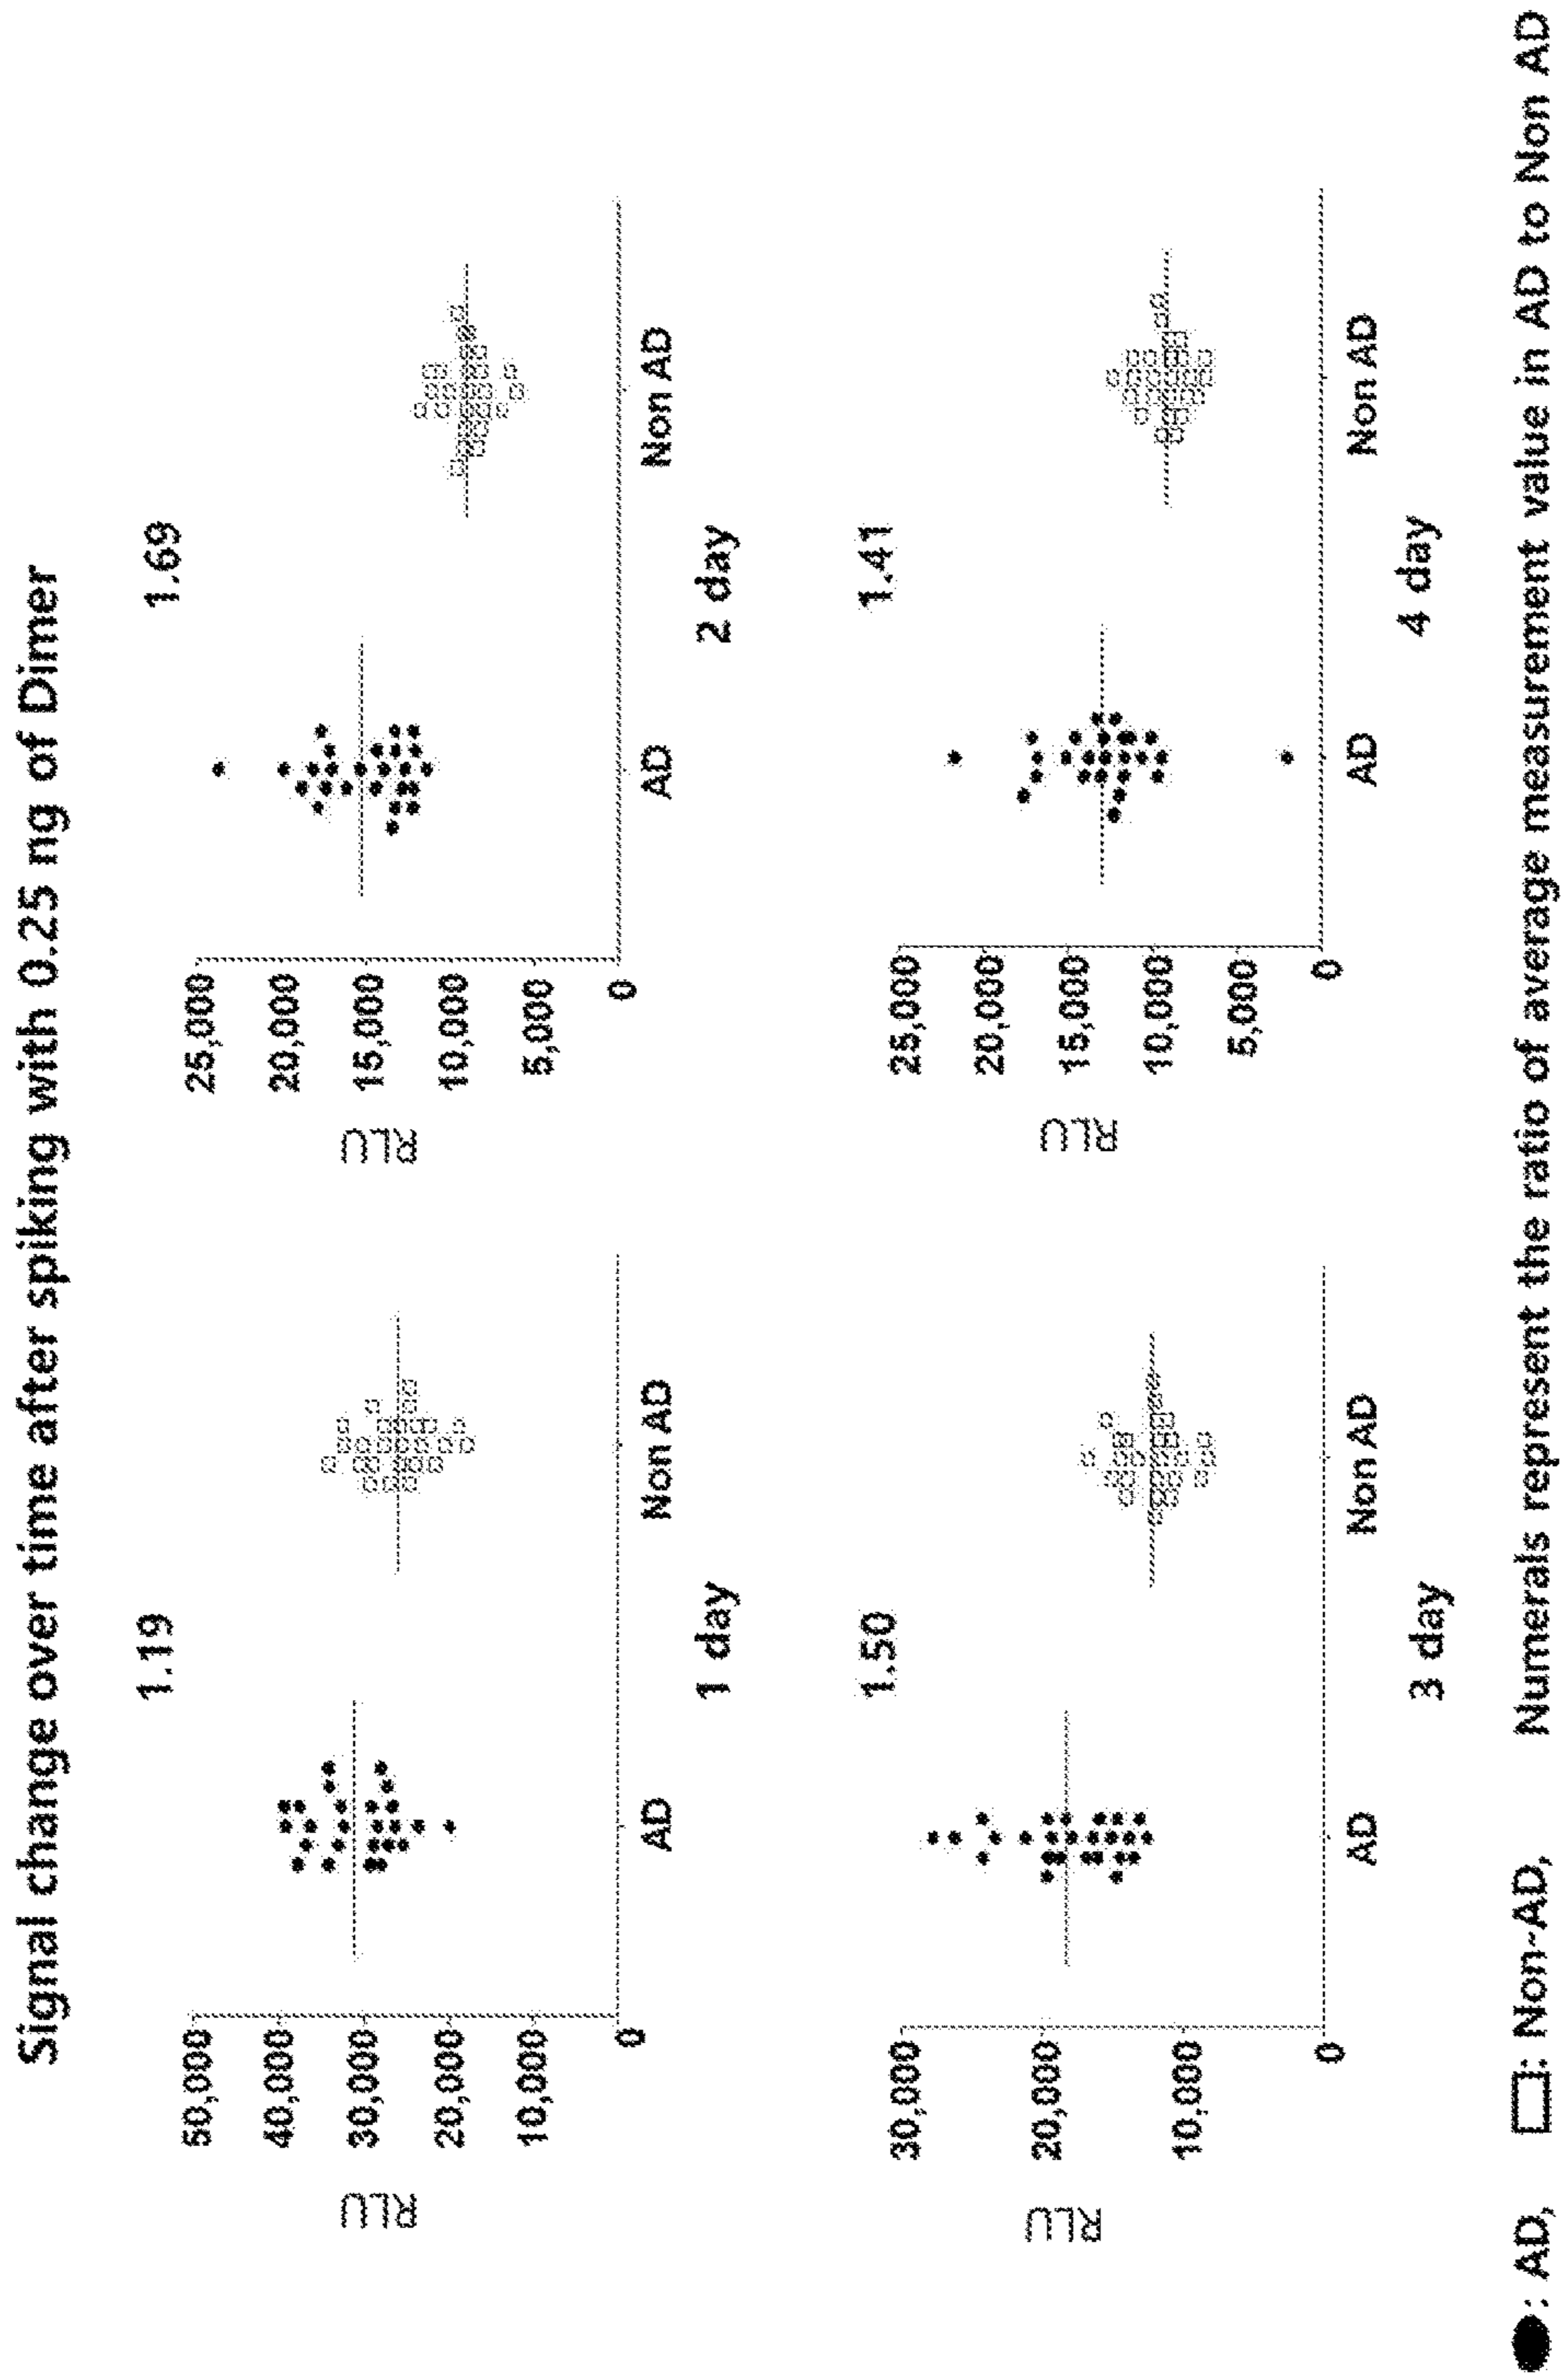 Signal change over time after spiking with 0.25 ng of Dimer
1.19
50,000
40,000
30,000
20,000
10,000
0
RLU
AD
Non AD
1 day
1.69
25,000
20,000
15,000
10,000
5,000
0
RLU
AD
Non AD
2 day
1.50
30,000
20,000
10,000
0
RLU
AD
Non AD
3 day
1.41
25,000
20,000
15,000
10,000
5,000
0
RLU
AD
Non AD
4 day
●: AD, □: Non-AD, Numerals represent the ratio of average measurement value in AD to Non AD